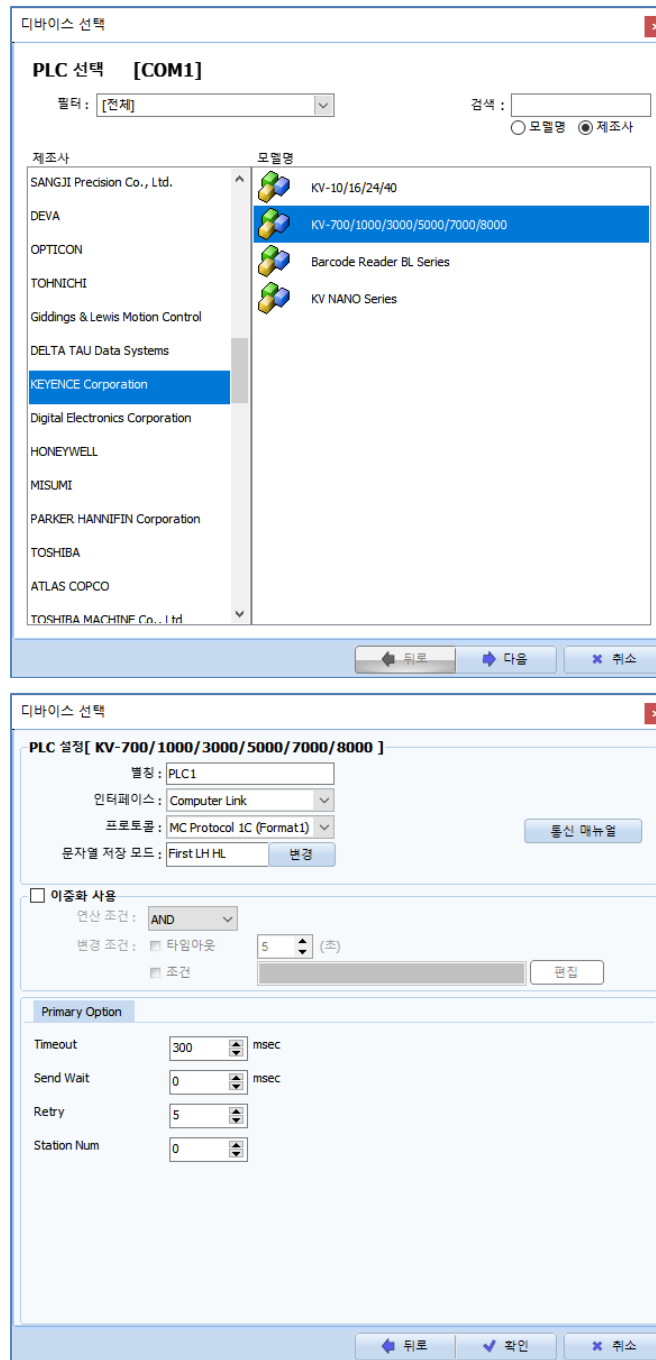 디바이스 선택
PLC 선택 [COM1]
필터 : [전체] 검색 :
모델명 제조사
제조사 모델명
SANGJI Precision Co., Ltd.
DEVA
OPTICON
TOHNICHI
Giddings & Lewis Motion Control
DELTA TAU Data Systems
KEYENCE Corporation
Digital Electronics Corporation
HONEYWELL
MISUMI
PARKER HANNIFIN Corporation
TOSHIBA
ATLAS COPCO
TOSHIBA MACHINE Co., Ltd
KV-10/16/24/40
KV-700/1000/3000/5000/7000/8000
Barcode Reader BL Series
KV NANO Series
뒤로 다음 취소
디바이스 선택
PLC 설정[ KV-700/1000/3000/5000/7000/8000 ]
별칭 : PLC1
인터페이스 : Computer Link
프로토콜 : MC Protocol 1C (Format1) 통신 매뉴얼
문자열 저장 모드 : First LH HL 변경
이중화 사용
연산 조건 : AND
변경 조건 : 타임아웃 5 (초)
조건 편집
Primary Option
Timeout 300 msec
Send Wait 0 msec
Retry 5
Station Num 0
뒤로 확인 취소